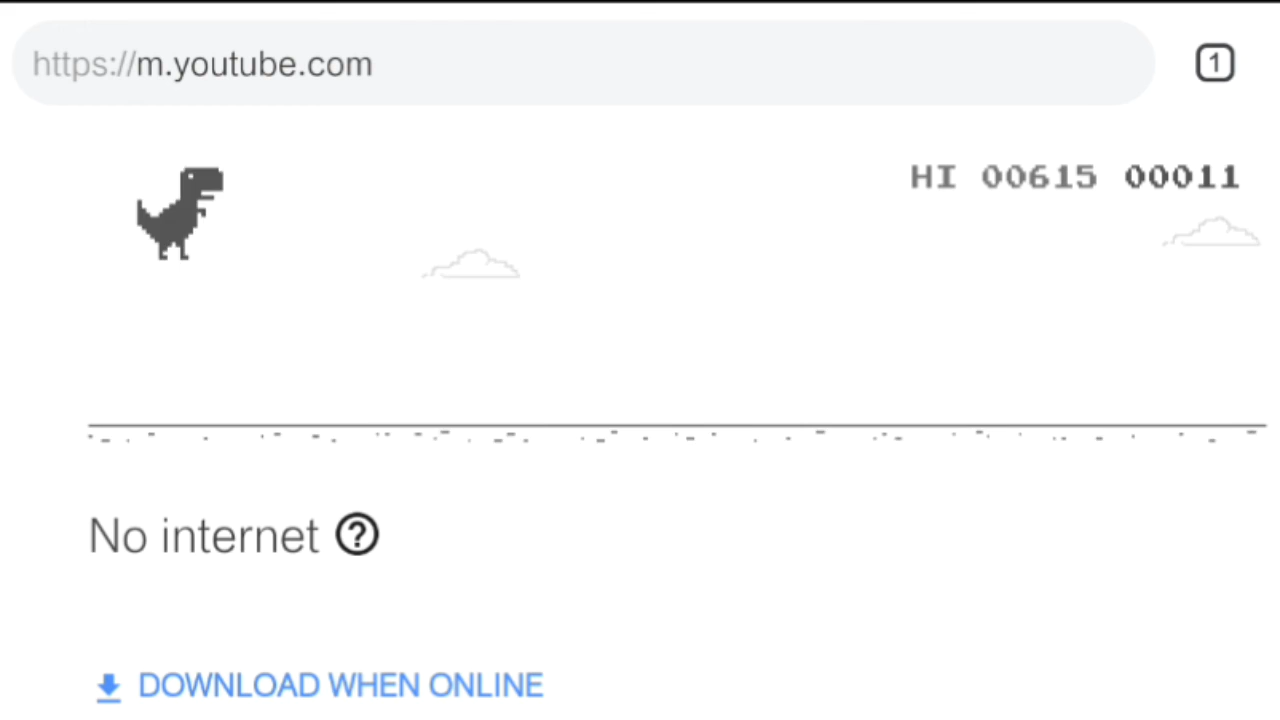 https://m.youtube.com
1
HI 00615 00011
No internet ?
DOWNLOAD WHEN ONLINE